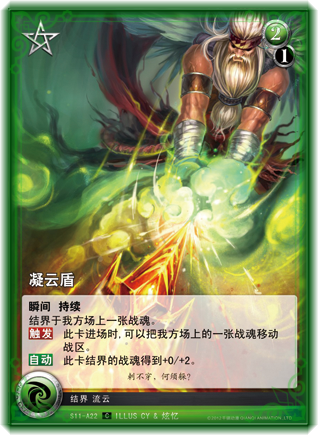 2
1
凝云盾
瞬间 持续
结界于我方场上一张战魂。
触发 此卡进场时,可以把我方场上的一张战魂移动
战区。
自动 此卡结界的战魂得到+0/+2。
刺不穿，何须躲？
结界 流云
S11-A22 C ILLUS CY & 炫忆